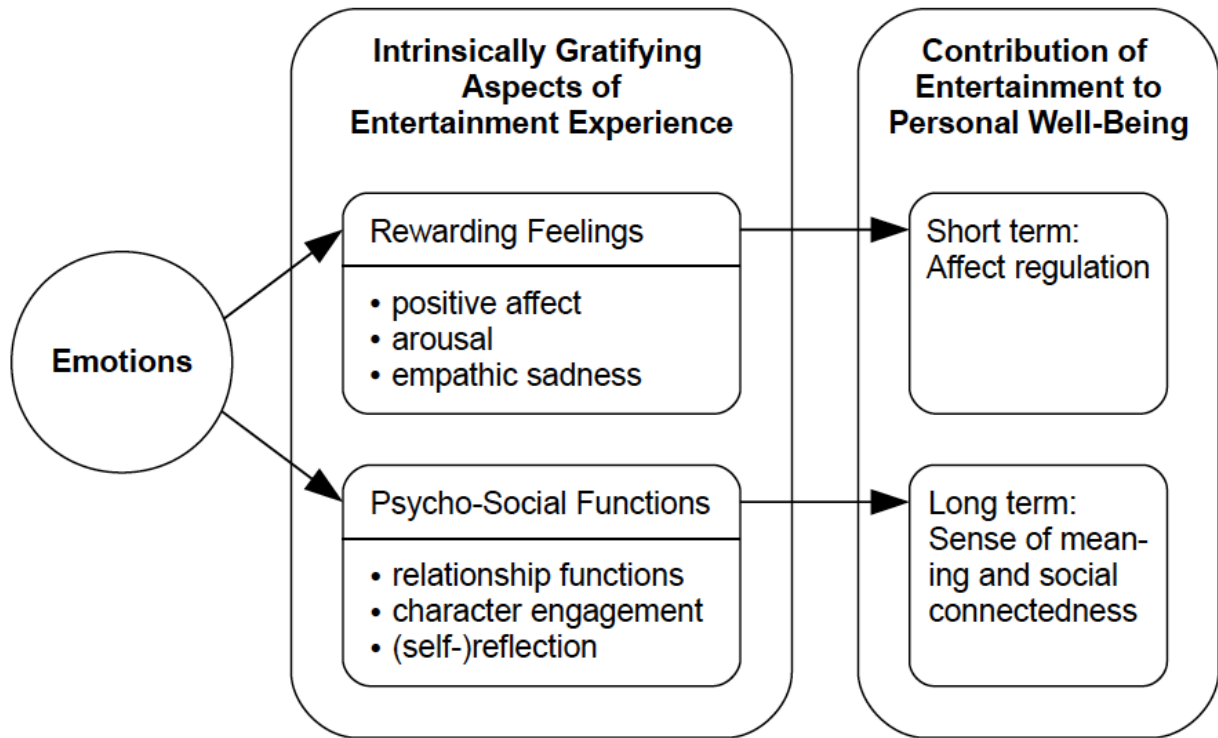 Intrinsically Gratifying
Aspects of
Entertainment Experience
Contribution of
Entertainment to
Personal Well-Being
Emotions
Rewarding Feelings
• positive affect
• arousal
• empathic sadness
Short term:
Affect regulation
Psycho-Social Functions
• relationship functions
• character engagement
• (self-)reflection
Long term:
Sense of mean-
ing and social
connectedness